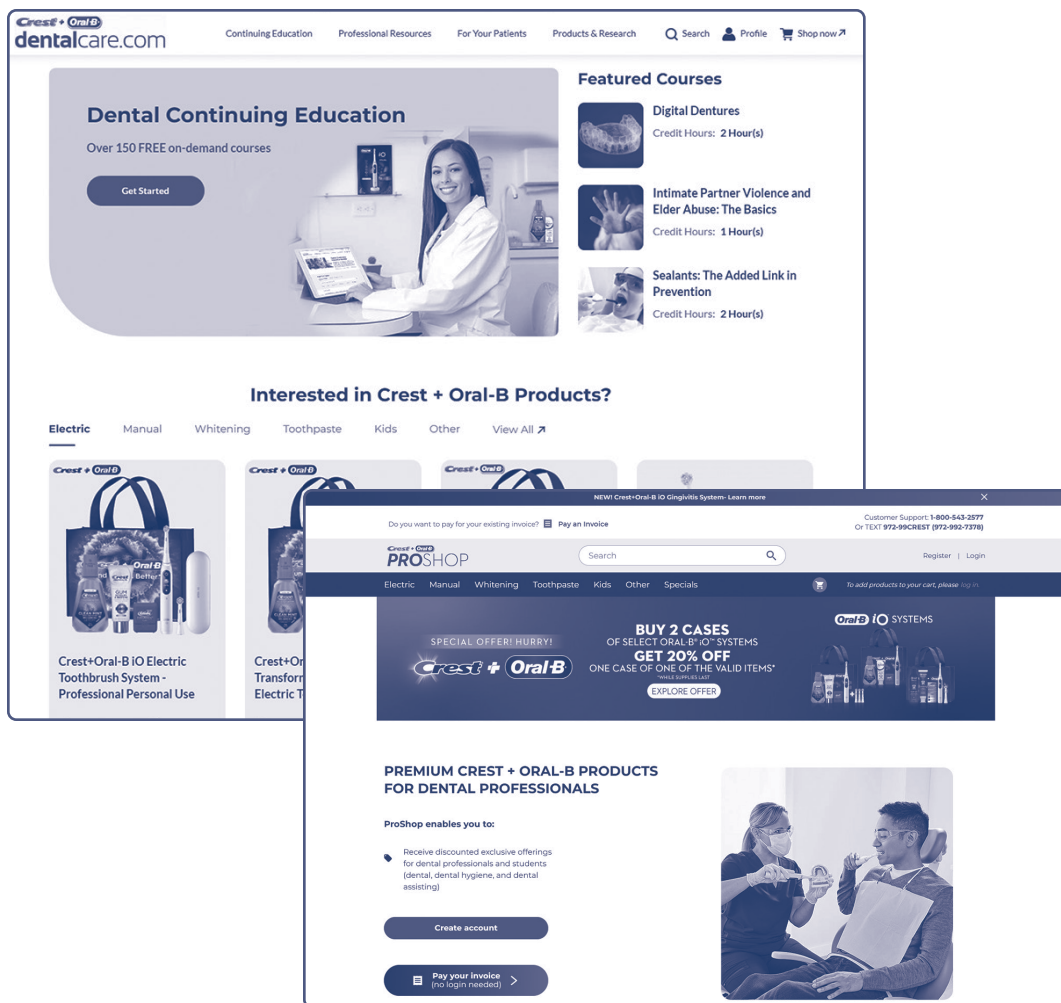 Crest + Oral-B
dentalcare.com
Continuing Education Professional Resources For Your Patients Products & Research Search Profile Shop now
Dental Continuing Education
Over 150 FREE on-demand courses
Get Started
Featured Courses
Digital Dentures
Credit Hours: 2 Hour(s)
Intimate Partner Violence and
Elder Abuse: The Basics
Credit Hours: 1 Hour(s)
Sealants: The Added Link in
Prevention
Credit Hours: 2 Hour(s)
Interested in Crest + Oral-B Products?
Electric Manual Whitening Toothpaste Kids Other View All
Crest + Oral-B
Crest + Oral-B
Crest + Oral-B
Crest+Oral-B iO Electric
Toothbrush System -
Professional Personal Use
Crest+Or
Transform
Electric T
NEW! Crest+Oral-B iO Gingivitis System- Learn more
Do you want to pay for your existing invoice? Pay an Invoice
Customer Support: 1-800-543-2577
Or TEXT 972-99CREST (972-992-7378)
Crest + Oral-B
PROSHOP
Search
Register | Login
Electric Manual Whitening Toothpaste Kids Other Specials
To add products to your cart, please log in.
SPECIAL OFFER! HURRY!
Crest + Oral-B
BUY 2 CASES
OF SELECT ORAL-B® iO™ SYSTEMS
GET 20% OFF
ONE CASE OF ONE OF THE VALID ITEMS*
*WHILE SUPPLIES LAST
EXPLORE OFFER
Oral-B iO SYSTEMS
PREMIUM CREST + ORAL-B PRODUCTS
FOR DENTAL PROFESSIONALS
ProShop enables you to:
Receive discounted exclusive offerings
for dental professionals and students
(dental, dental hygiene, and dental
assisting)
Create account
Pay your invoice
(no login needed)